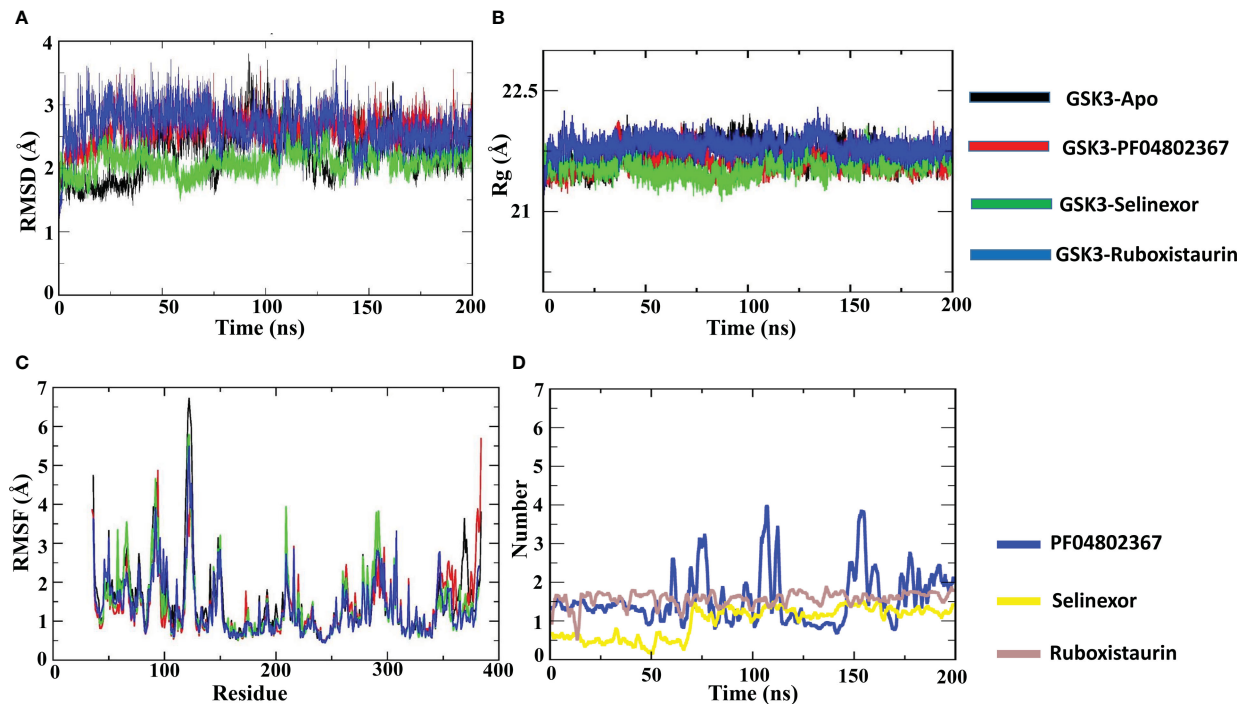 A
4
3
2
1
0
RMSD (Å)
0
50
100
150
200
Time (ns)
B
22.5
21
Rg (Å)
0
50
100
150
200
Time (ns)
GSK3-Apo
GSK3-PF04802367
GSK3-Selinexor
GSK3-Ruboxistaurin
C
7
6
5
4
3
2
1
0
RMSF (Å)
0
100
200
300
400
Residue
D
7
6
5
4
3
2
1
0
Number
0
50
100
150
200
Time (ns)
PF04802367
Selinexor
Ruboxistaurin